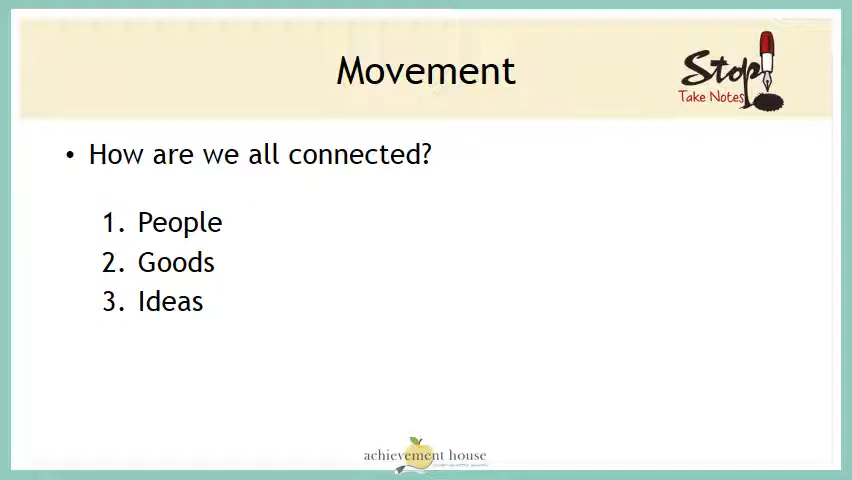 Movement
Stop
Take Notes
• How are we all connected?
1. People
2. Goods
3. Ideas
achievement house